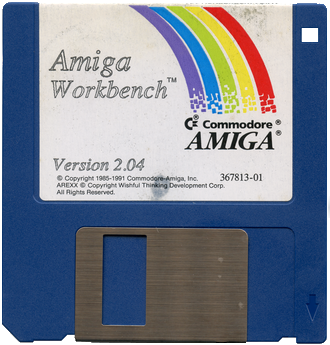 Amiga
Workbench™
C= Commodore®
AMIGA®
Version 2.04
© Copyright 1985-1991 Commodore-Amiga, Inc.
AREXX © Copyright Wishful Thinking Development Corp.
All Rights Reserved.
367813-01